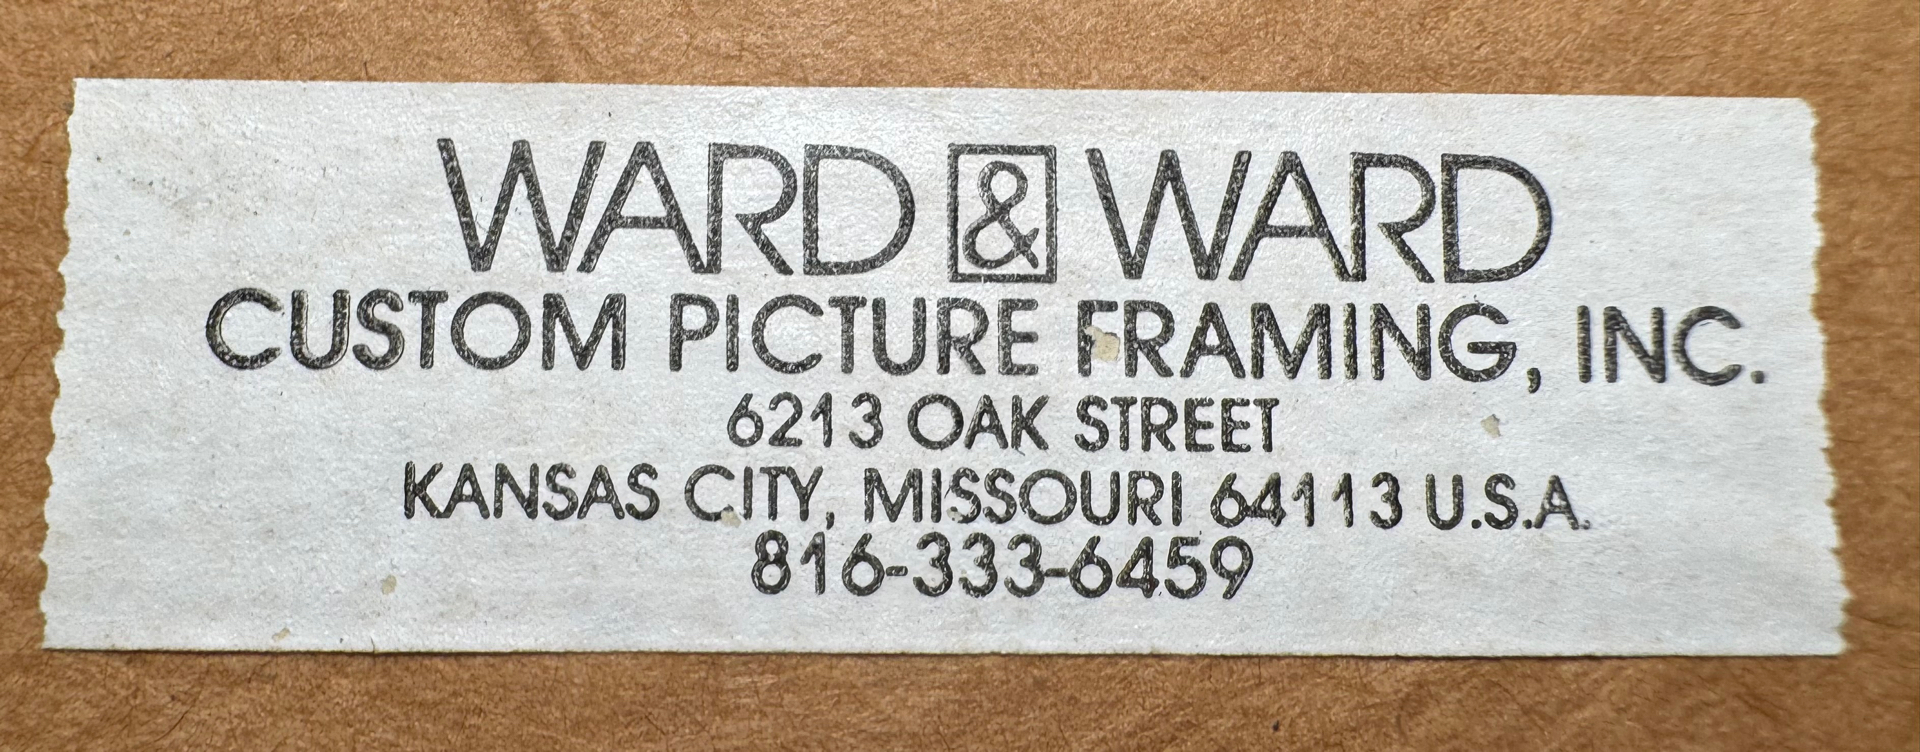 WARD & WARD
CUSTOM PICTURE FRAMING, INC.
6213 OAK STREET
KANSAS CITY, MISSOURI 64113 U.S.A.
816-333-6459